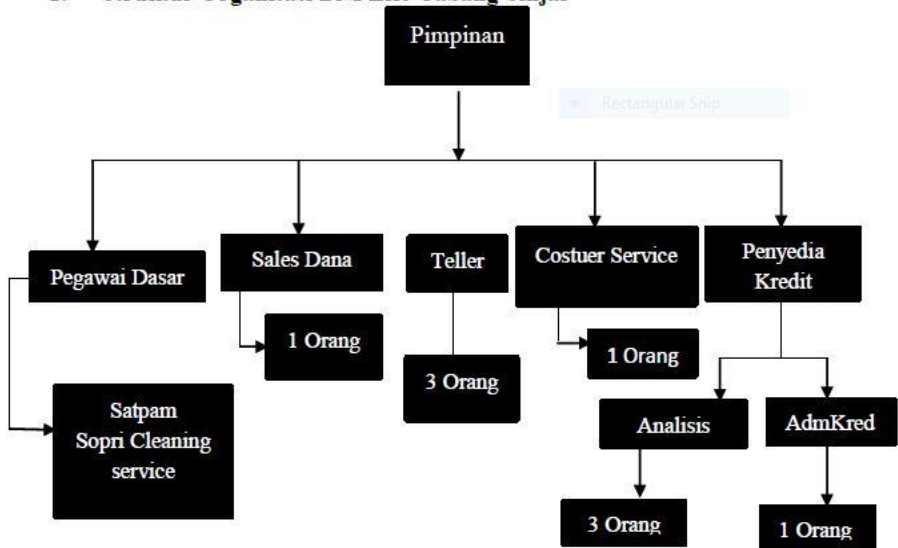 Pimpinan
Rectangular Snip
Pegawai Dasar
Sales Dana
Teller
Costuer Service
Penyedia
Kredit
1 Orang
3 Orang
1 Orang
Satpam
Sopri Cleaning
service
Analisis
AdmKred
3 Orang
1 Orang